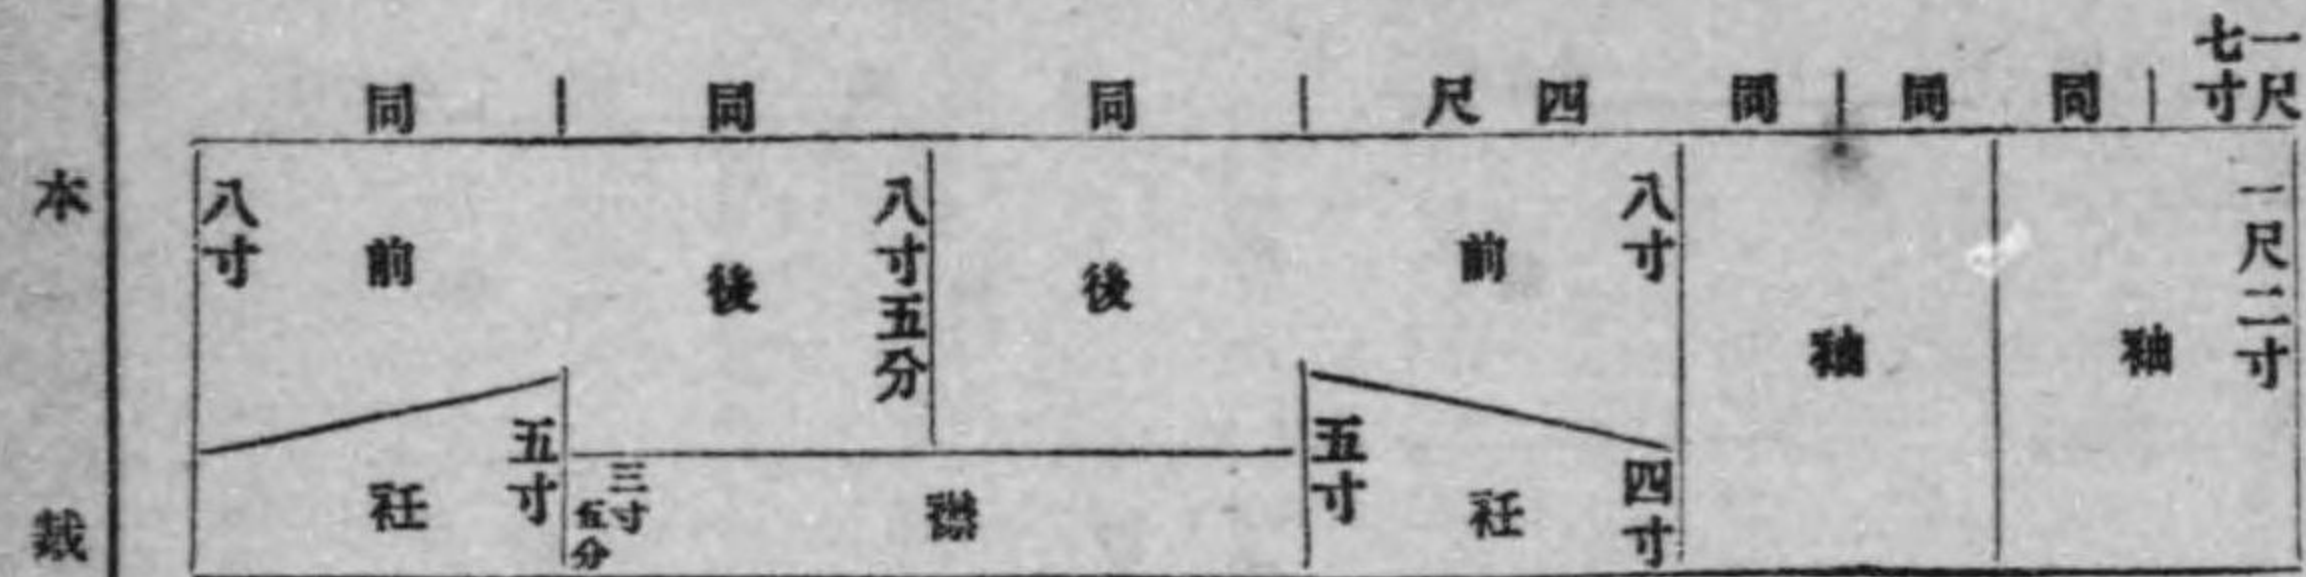 一尺七寸
同
同
同
四尺
同
同
同
一尺二寸
袖
袖
八寸
前
四寸
衽
五寸
後
八寸五分
後
襟
三寸五分
前
八寸
五寸
衽
本
裁